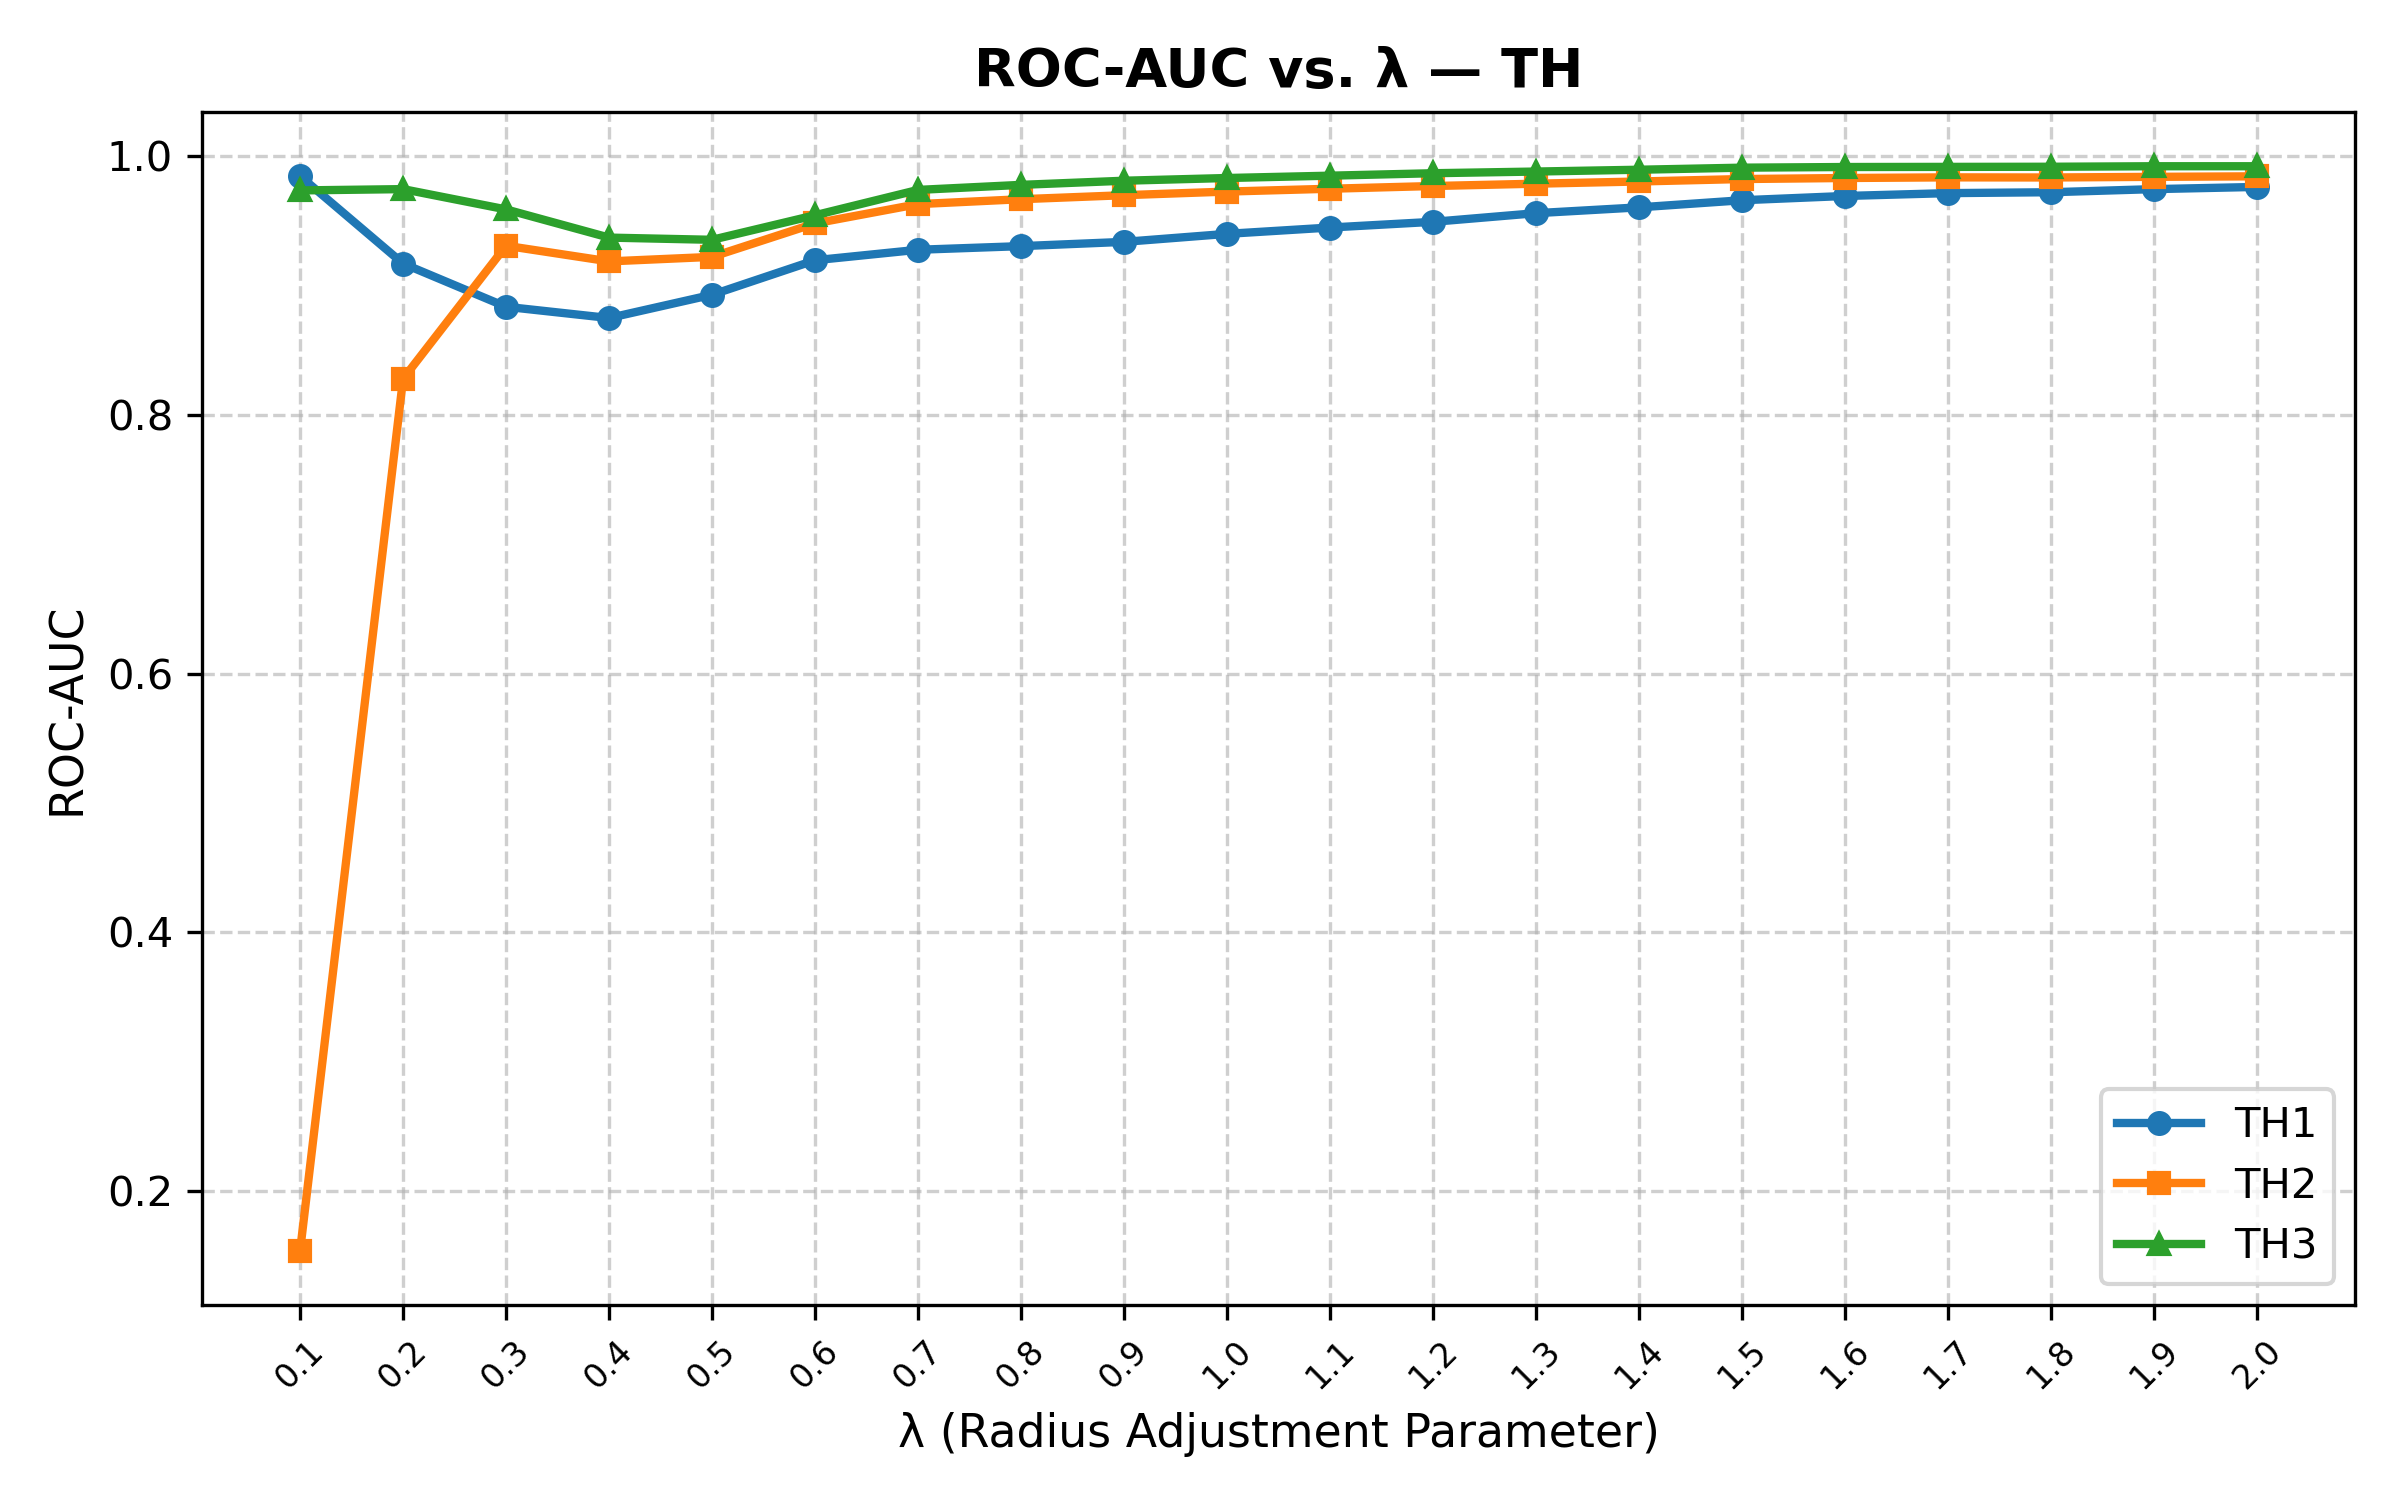 ROC-AUC vs. λ — TH
ROC-AUC
1.0
0.8
0.6
0.4
0.2
0.1 0.2 0.3 0.4 0.5 0.6 0.7 0.8 0.9 1.0 1.1 1.2 1.3 1.4 1.5 1.6 1.7 1.8 1.9 2.0
λ (Radius Adjustment Parameter)
TH1
TH2
TH3